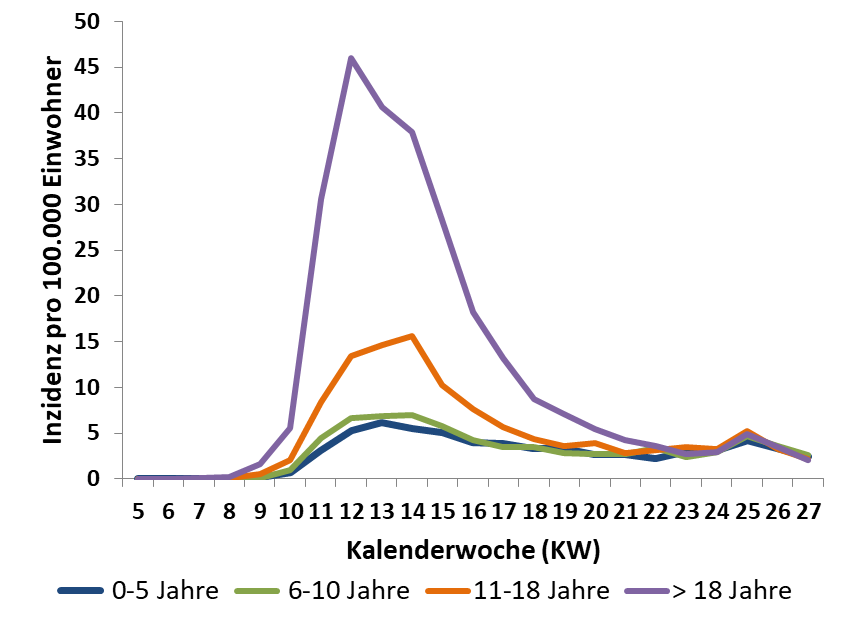 Inzidenz pro 100.000 Einwohner
50
45
40
35
30
25
20
15
10
5
0
5 6 7 8 9 10 11 12 13 14 15 16 17 18 19 20 21 22 23 24 25 26 27
Kalenderwoche (KW)
0-5 Jahre 6-10 Jahre 11-18 Jahre > 18 Jahre